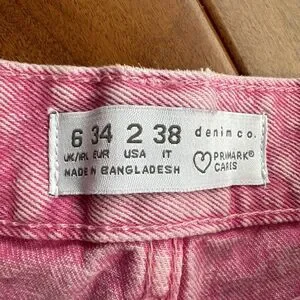 6 34 2 38 denim co.
UK/IRL EUR USA IT PRIMARK®
MADE IN BANGLADESH CARES